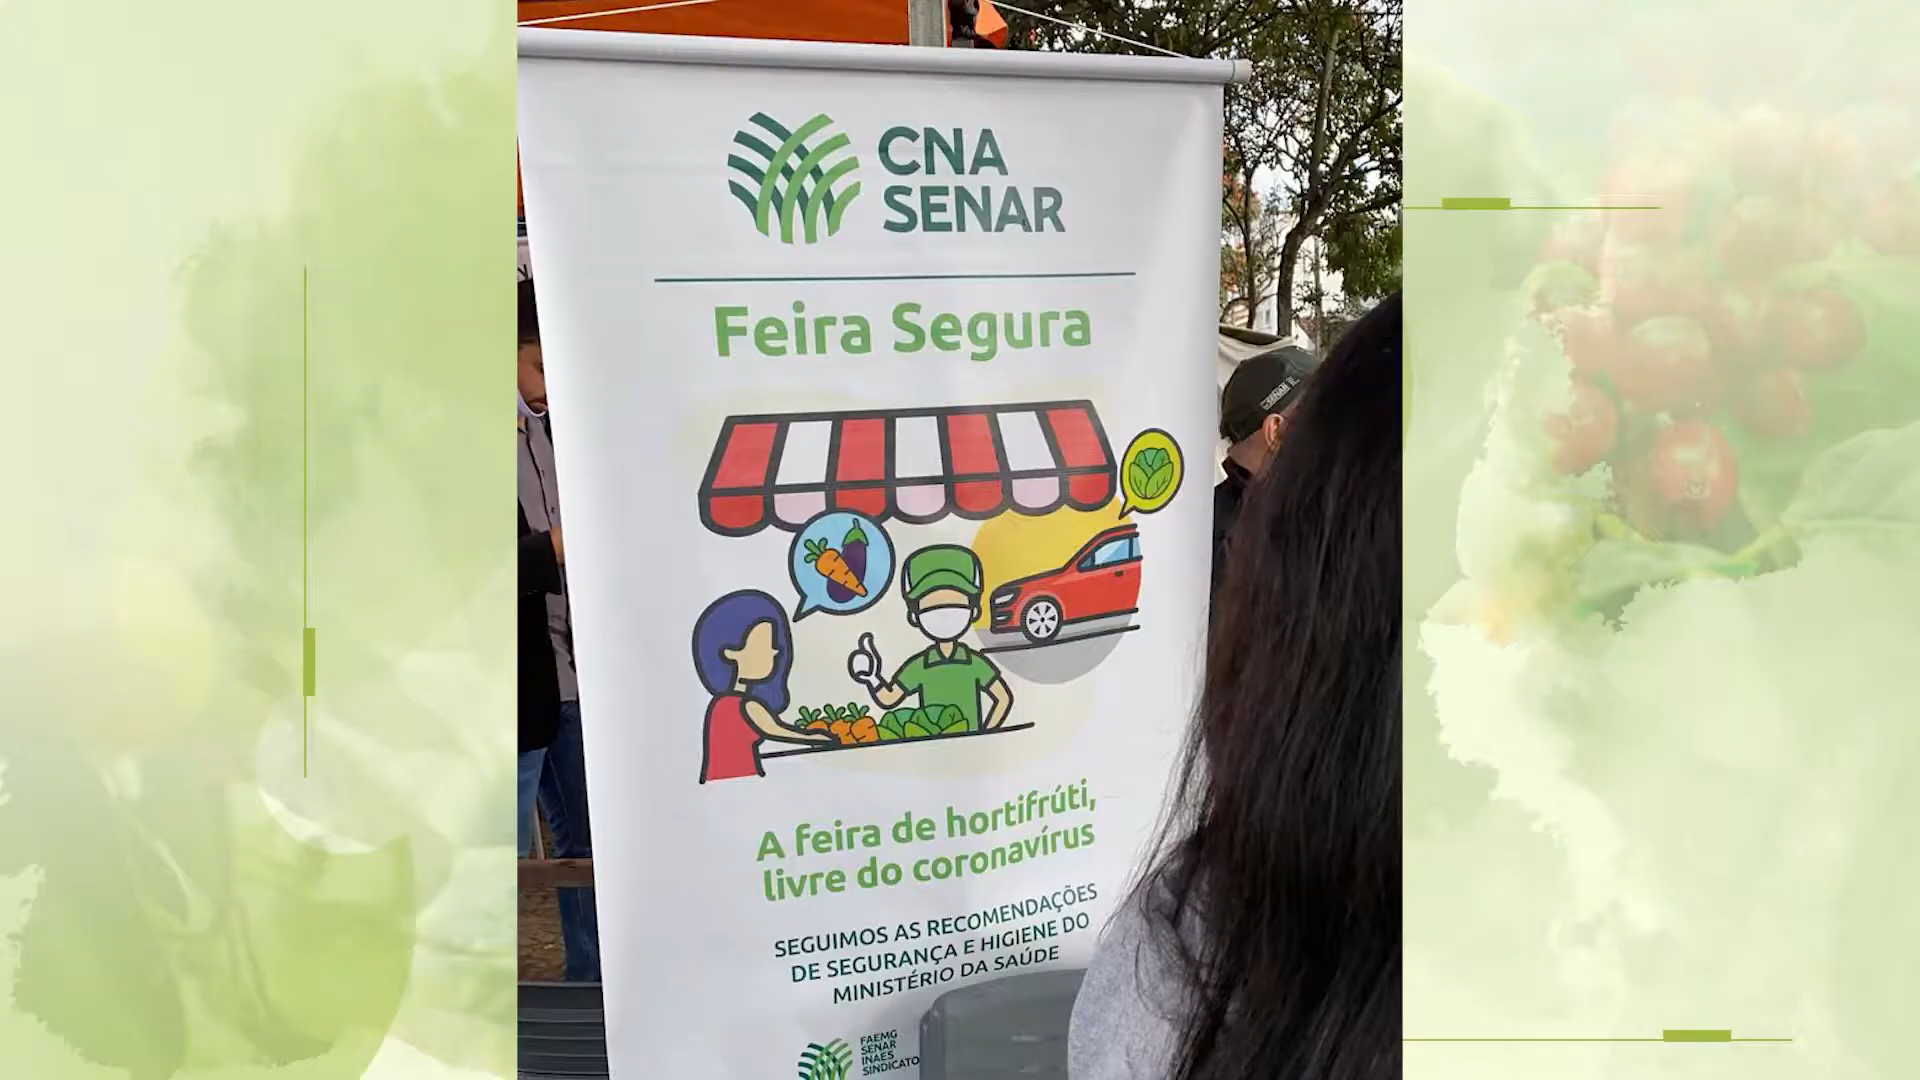 CNA
SENAR
Feira Segura
SENAR
A feira de hortifrúti,
livre do coronavírus
SEGUIMOS AS RECOMENDAÇÕES
DE SEGURANÇA E HIGIENE DO
MINISTÉRIO DA SAÚDE
FAEMG
SENAR
INAES
SINDICATO